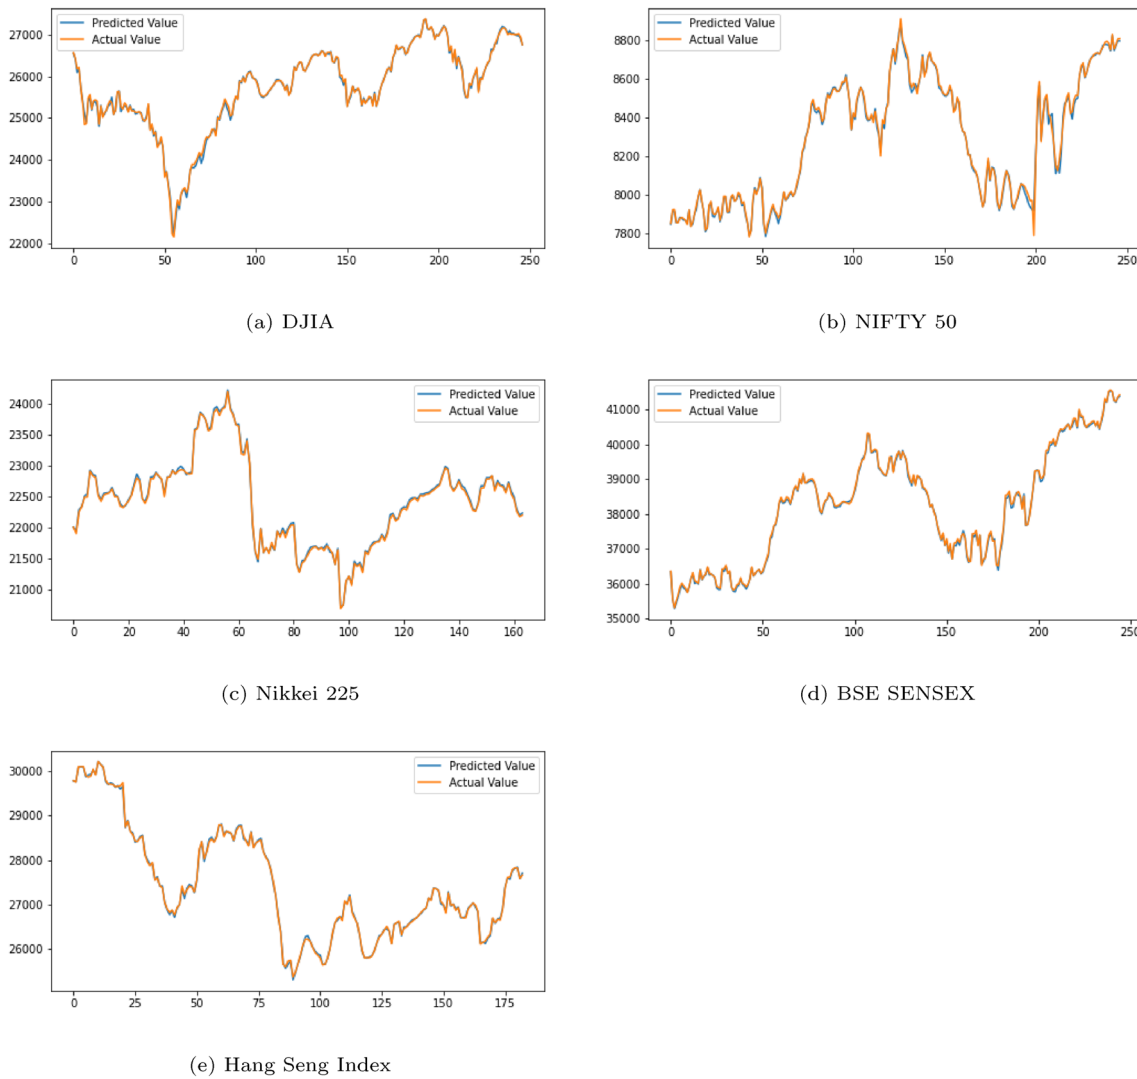 Predicted Value
Actual Value
27000
26000
25000
24000
23000
22000
0 50 100 150 200 250
(a) DJIA
Predicted Value
Actual Value
8800
8600
8400
8200
8000
7800
0 50 100 150 200 250
(b) NIFTY 50
Predicted Value
Actual Value
24000
23500
23000
22500
22000
21500
21000
0 20 40 60 80 100 120 140 160
(c) Nikkei 225
Predicted Value
Actual Value
41000
40000
39000
38000
37000
36000
35000
0 50 100 150 200 250
(d) BSE SENSEX
Predicted Value
Actual Value
30000
29000
28000
27000
26000
0 25 50 75 100 125 150 175
(e) Hang Seng Index